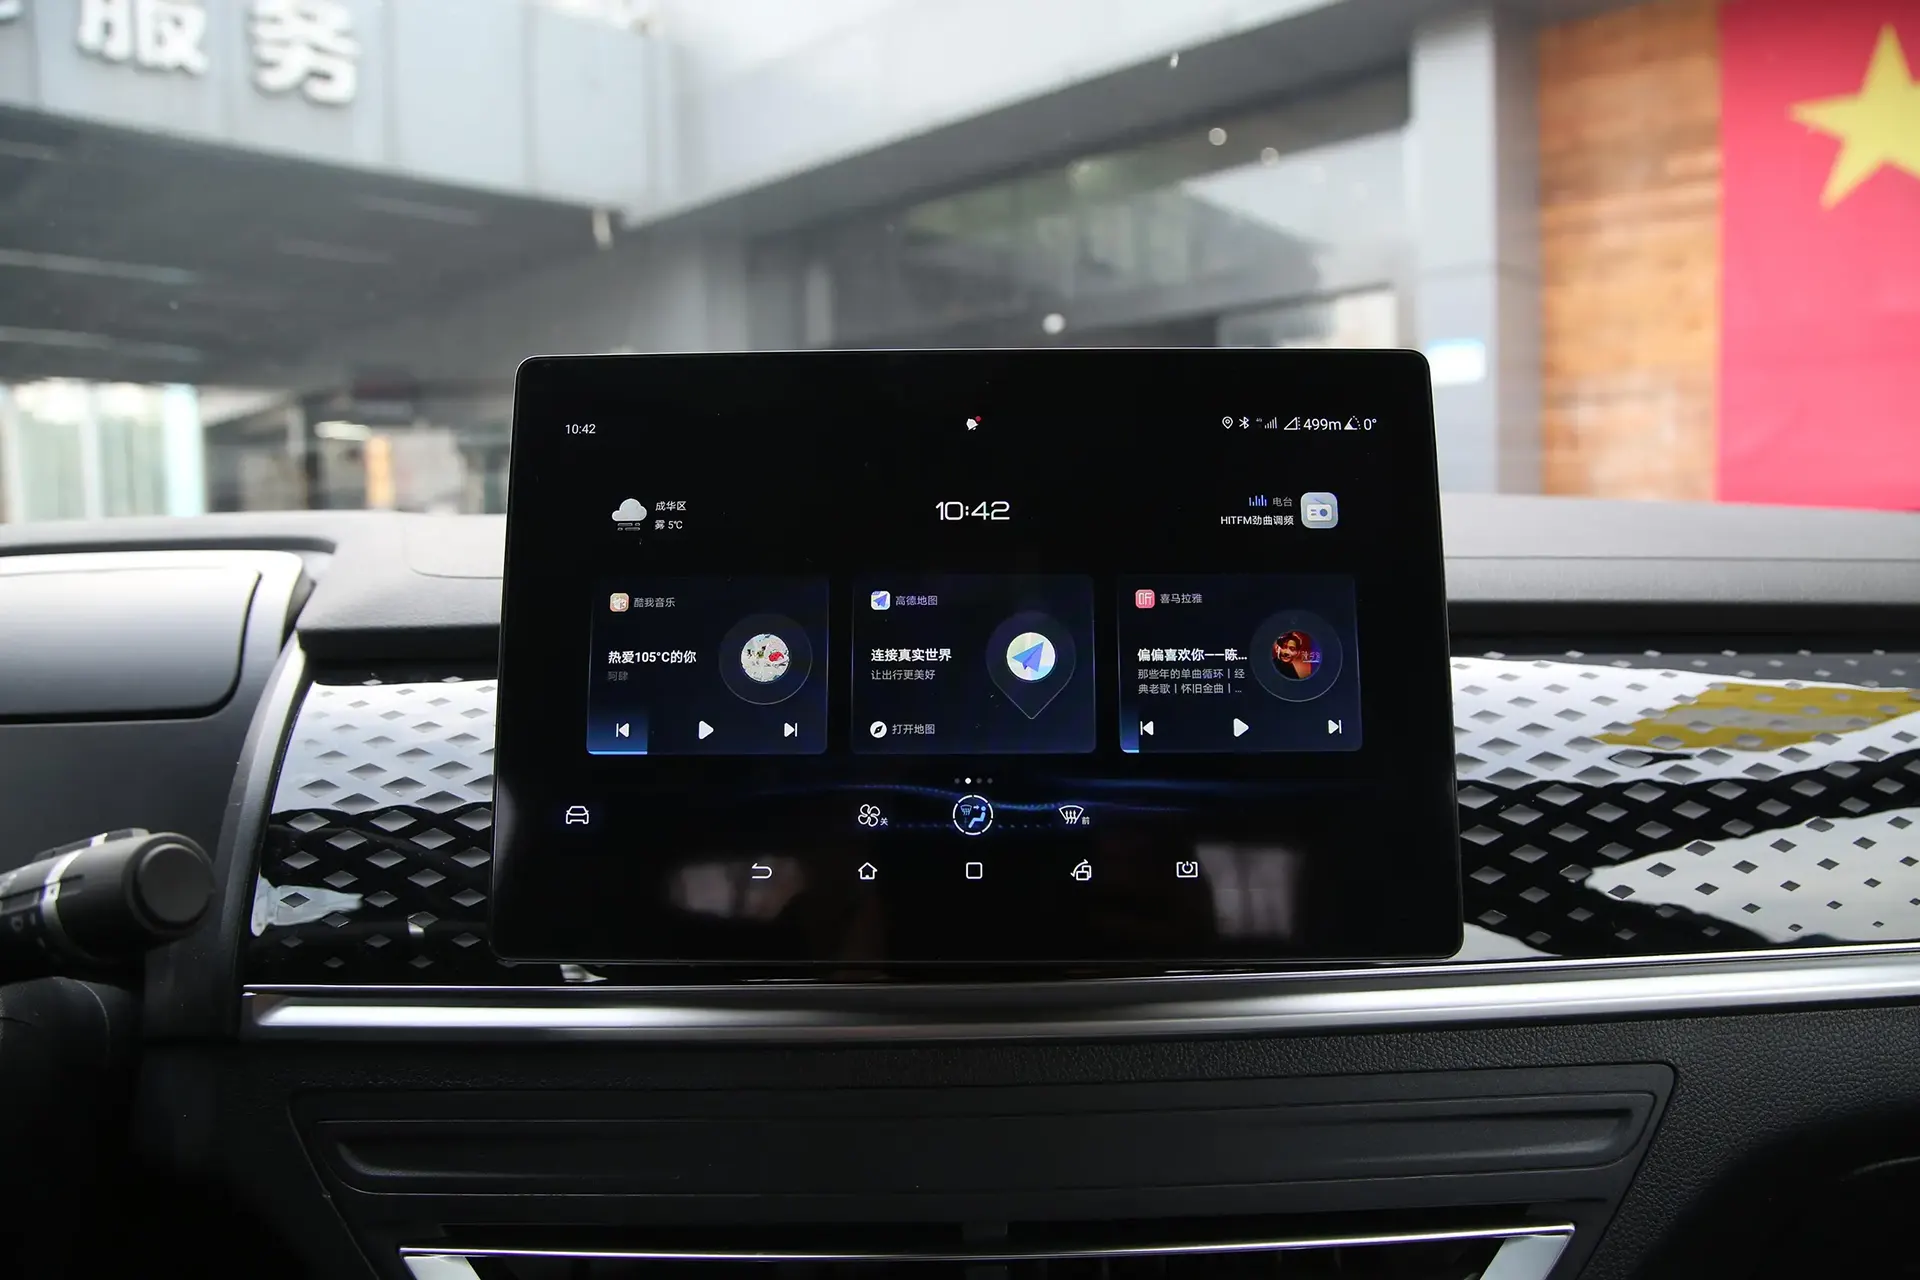 服务
10:42
499m
0°
成华区
雾 5℃
10:42
电台
HITFM劲曲调频
酷我音乐
热爱105°C的你
阿肆
高德地图
连接真实世界
让出行更美好
打开地图
听
喜马拉雅
偏偏喜欢你——陈...
那些年的单曲循环丨经
典老歌丨怀旧金曲丨...
关
前